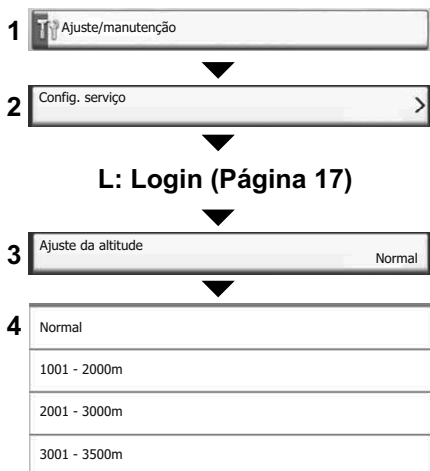 1 Ajuste/manutenção
2 Config. serviço
L: Login (Página 17)
3 Ajuste da altitude
Normal
4 Normal
1001 - 2000m
2001 - 3000m
3001 - 3500m